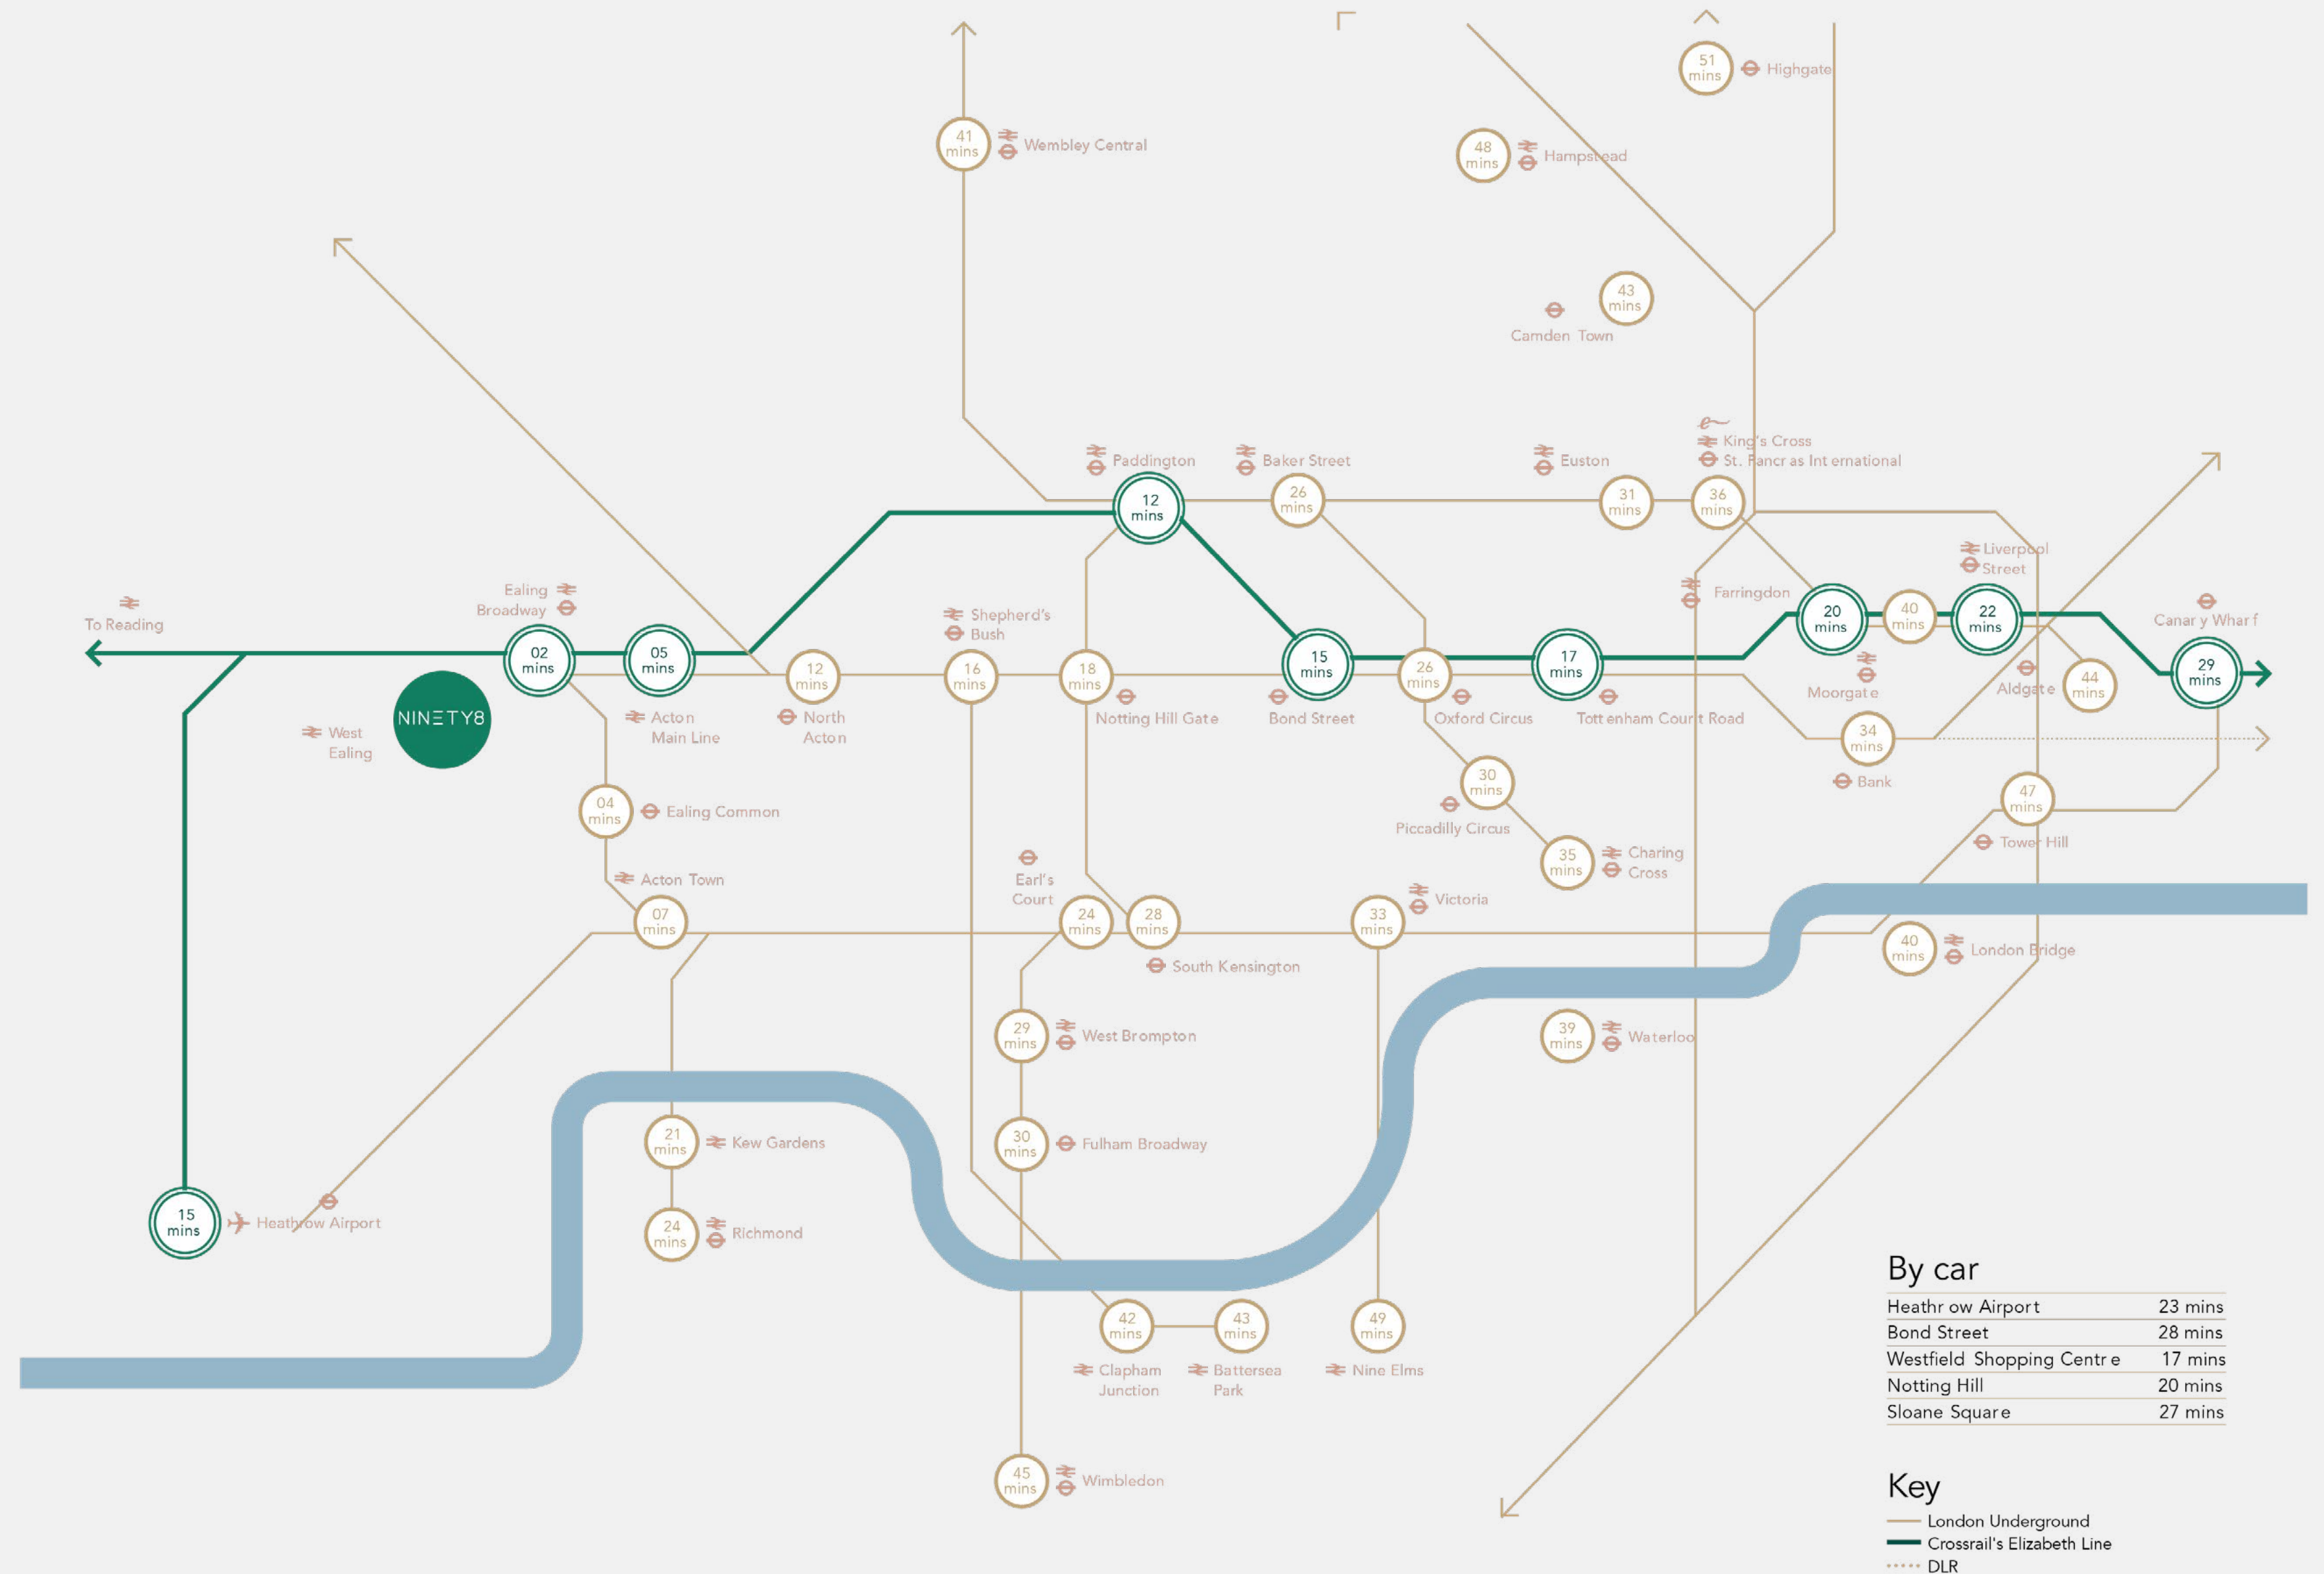 51
mins
Highgate
41
mins
Wembley Central
48
mins
Hampstead
43
mins
Camden Town
King's Cross
St. Pancras International
Paddington
Baker Street
Euston
12
mins
26
mins
31
mins
36
mins
Liverpool
Street
Farringdon
Ealing
Broadway
To Reading
Shepherd's
Bush
Canary Wharf
02
mins
05
mins
12
mins
16
mins
18
mins
15
mins
26
mins
17
mins
20
mins
40
mins
22
mins
44
mins
29
mins
Moorgate
Aldgate
NINETY8
West
Ealing
Acton
Main Line
North
Acton
Notting Hill Gate
Bond Street
Oxford Circus
Tottenham Court Road
34
mins
Bank
04
mins
Ealing Common
30
mins
Piccadilly Circus
47
mins
Tower Hill
35
mins
Charing
Cross
Earl's
Court
Acton Town
07
mins
24
mins
28
mins
South Kensington
33
mins
Victoria
40
mins
London Bridge
29
mins
West Brompton
39
mins
Waterloo
21
mins
Kew Gardens
30
mins
Fulham Broadway
15
mins
Heathrow Airport
24
mins
Richmond
42
mins
Clapham
Junction
43
mins
Battersea
Park
49
mins
Nine Elms
45
mins
Wimbledon
By car
Heathrow Airport 23 mins
Bond Street 28 mins
Westfield Shopping Centre 17 mins
Notting Hill 20 mins
Sloane Square 27 mins
Key
London Underground
Crossrail's Elizabeth Line
DLR